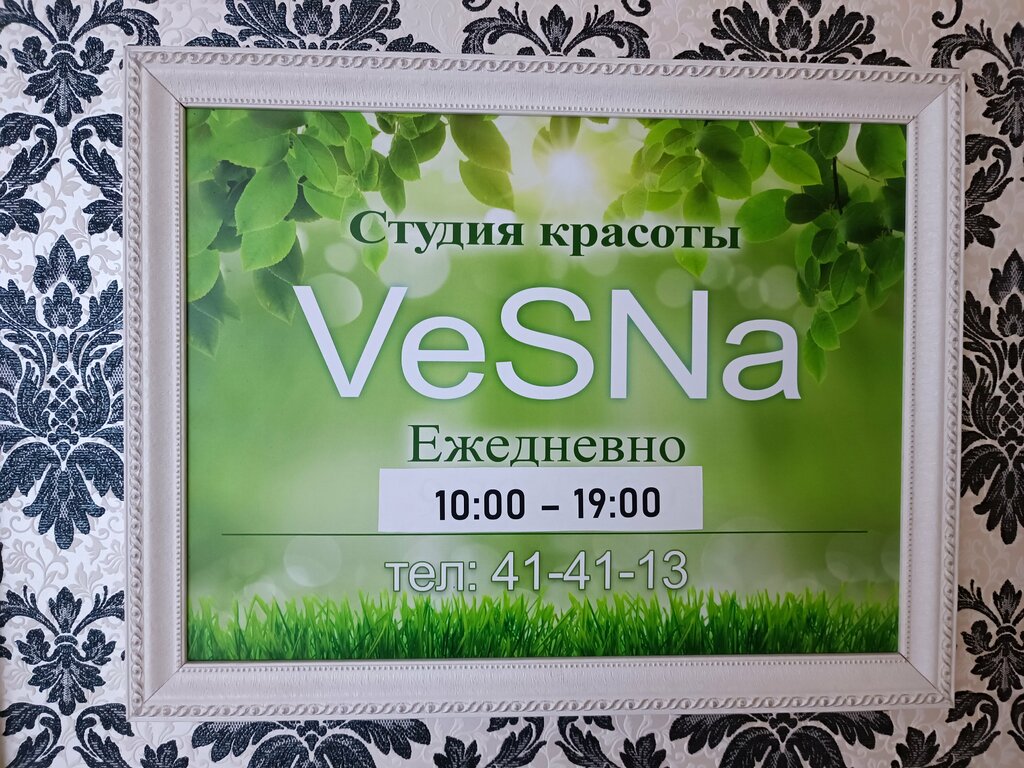 Студия красоты
VeSNa
Ежедневно
10:00 – 19:00
тел: 41-41-13